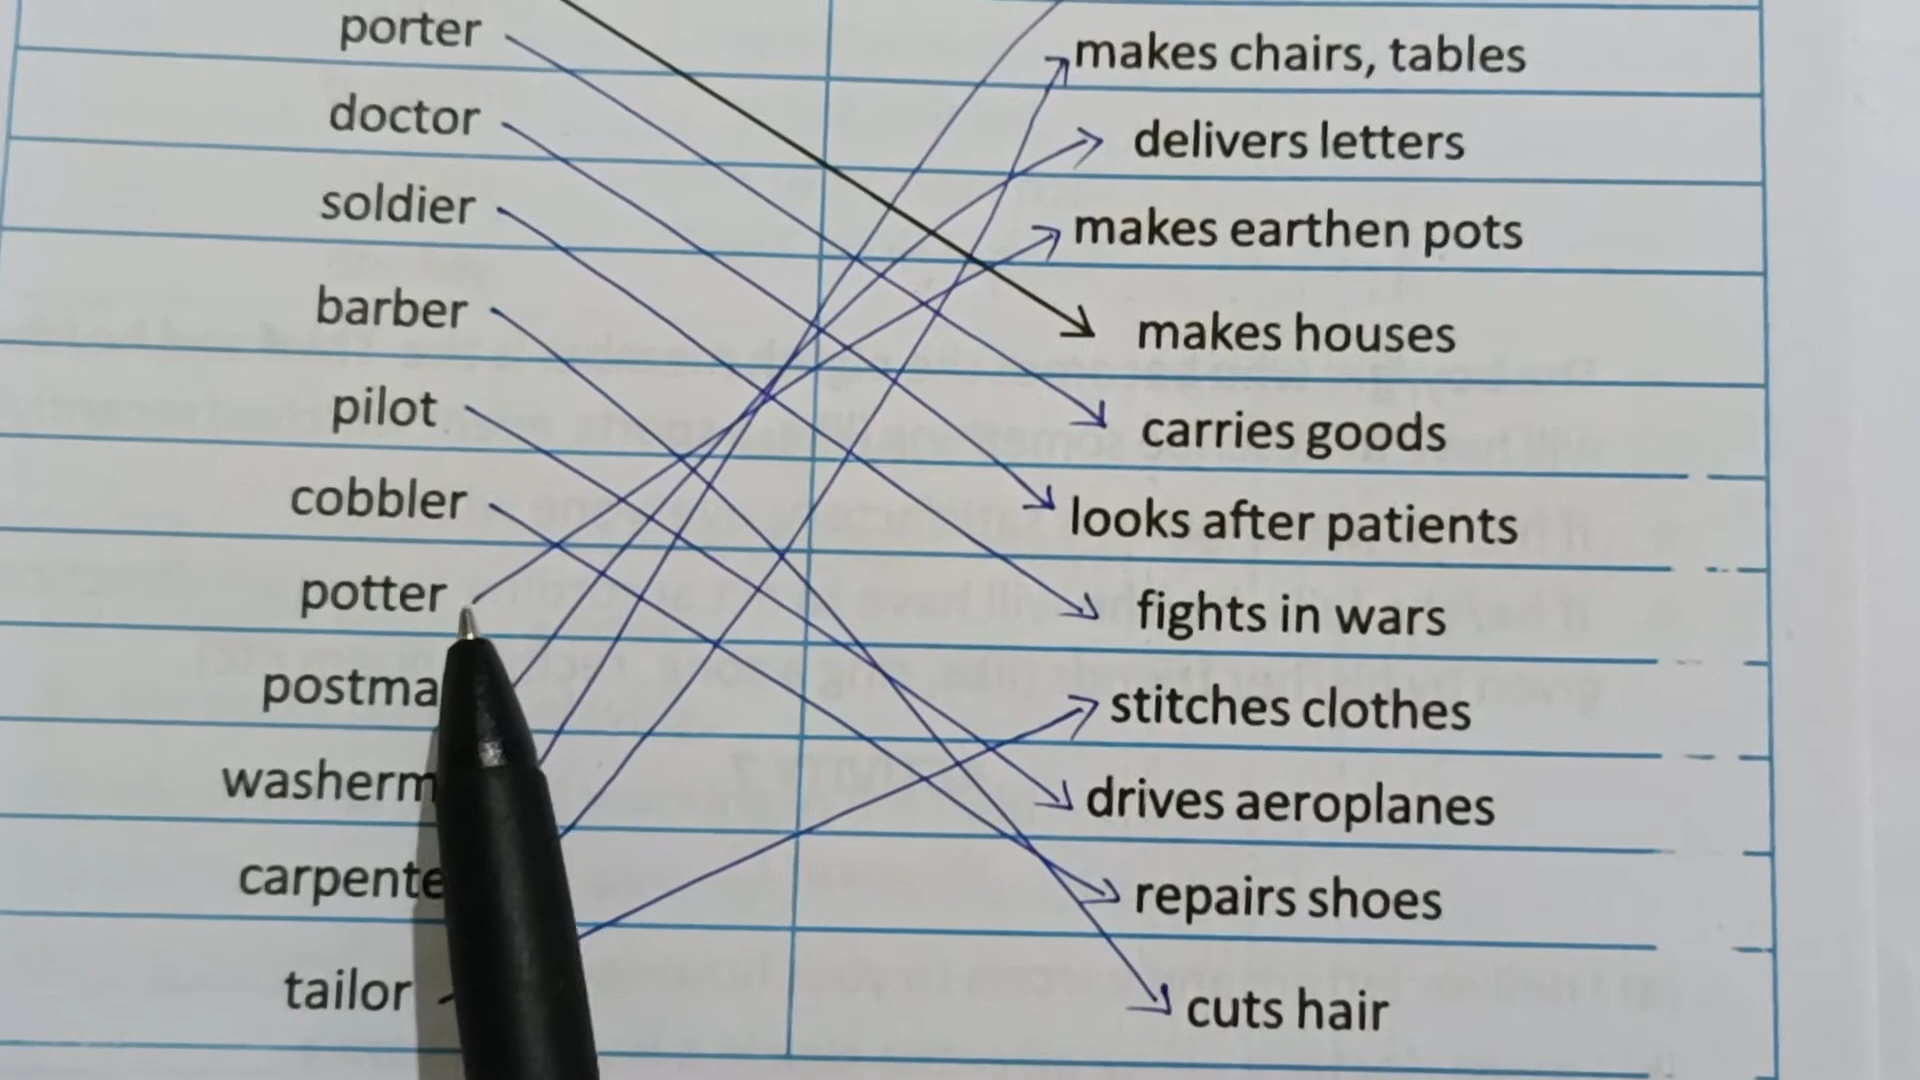 porter makes chairs, tables
doctor delivers letters
soldier makes earthen pots
barber makes houses
pilot carries goods
cobbler looks after patients
potter fights in wars
postma stitches clothes
washerm drives aeroplanes
carpente repairs shoes
tailor cuts hair